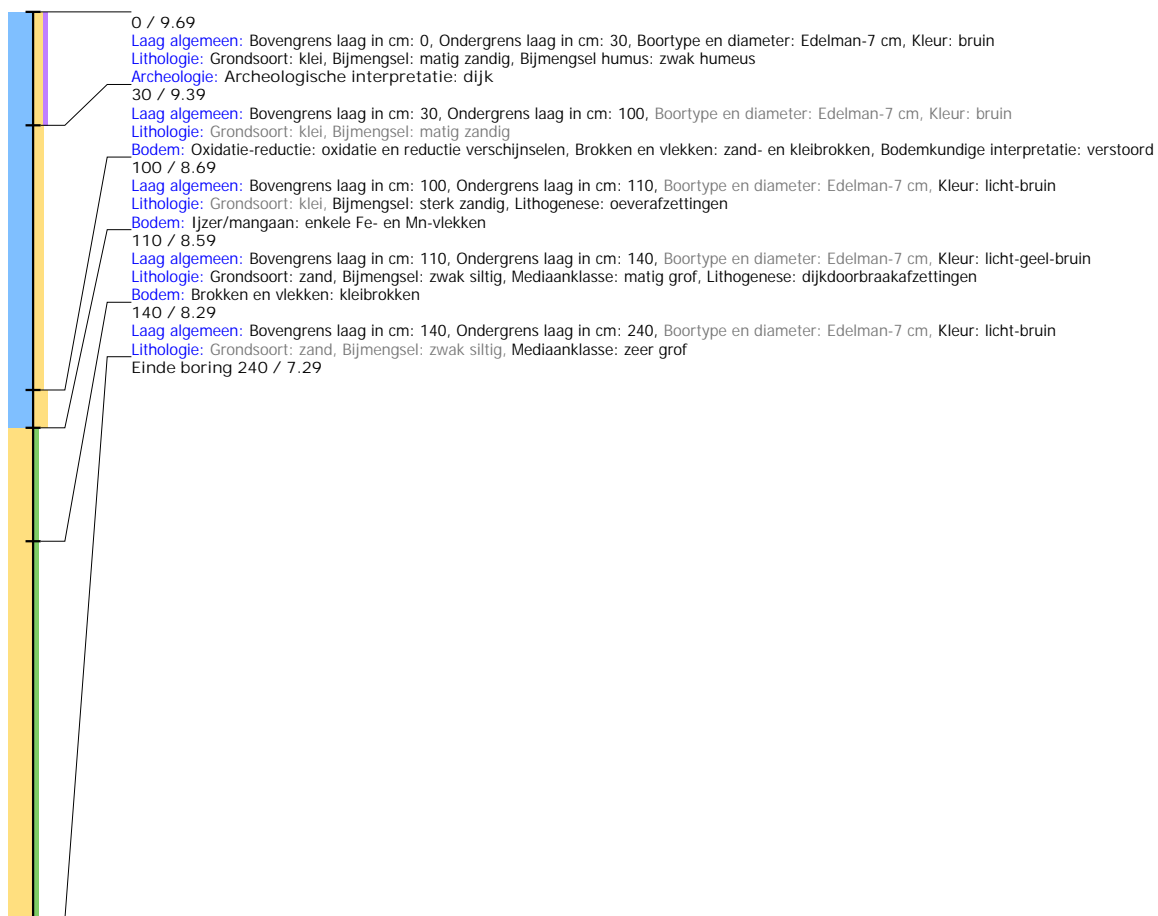 0 / 9.69
Laag algemeen: Bovengrens laag in cm: 0, Ondergrens laag in cm: 30, Boortype en diameter: Edelman-7 cm, Kleur: bruin
Lithologie: Grondsoort: klei, Bijmengsel: matig zandig, Bijmengsel humus: zwak humeus
Archeologie: Archeologische interpretatie: dijk
30 / 9.39
Laag algemeen: Bovengrens laag in cm: 30, Ondergrens laag in cm: 100, Boortype en diameter: Edelman-7 cm, Kleur: bruin
Lithologie: Grondsoort: klei, Bijmengsel: matig zandig
Bodem: Oxidatie-reductie: oxidatie en reductie verschijnselen, Brokken en vlekken: zand- en kleibrokken, Bodemkundige interpretatie: verstoord
100 / 8.69
Laag algemeen: Bovengrens laag in cm: 100, Ondergrens laag in cm: 110, Boortype en diameter: Edelman-7 cm, Kleur: licht-bruin
Lithologie: Grondsoort: klei, Bijmengsel: sterk zandig, Lithogenese: oeverafzettingen
Bodem: Ijzer/mangaan: enkele Fe- en Mn-vlekken
110 / 8.59
Laag algemeen: Bovengrens laag in cm: 110, Ondergrens laag in cm: 140, Boortype en diameter: Edelman-7 cm, Kleur: licht-geel-bruin
Lithologie: Grondsoort: zand, Bijmengsel: zwak siltig, Mediaanklasse: matig grof, Lithogenese: dijkdoorbraakafzettingen
Bodem: Brokken en vlekken: kleibrokken
140 / 8.29
Laag algemeen: Bovengrens laag in cm: 140, Ondergrens laag in cm: 240, Boortype en diameter: Edelman-7 cm, Kleur: licht-bruin
Lithologie: Grondsoort: zand, Bijmengsel: zwak siltig, Mediaanklasse: zeer grof
Einde boring 240 / 7.29